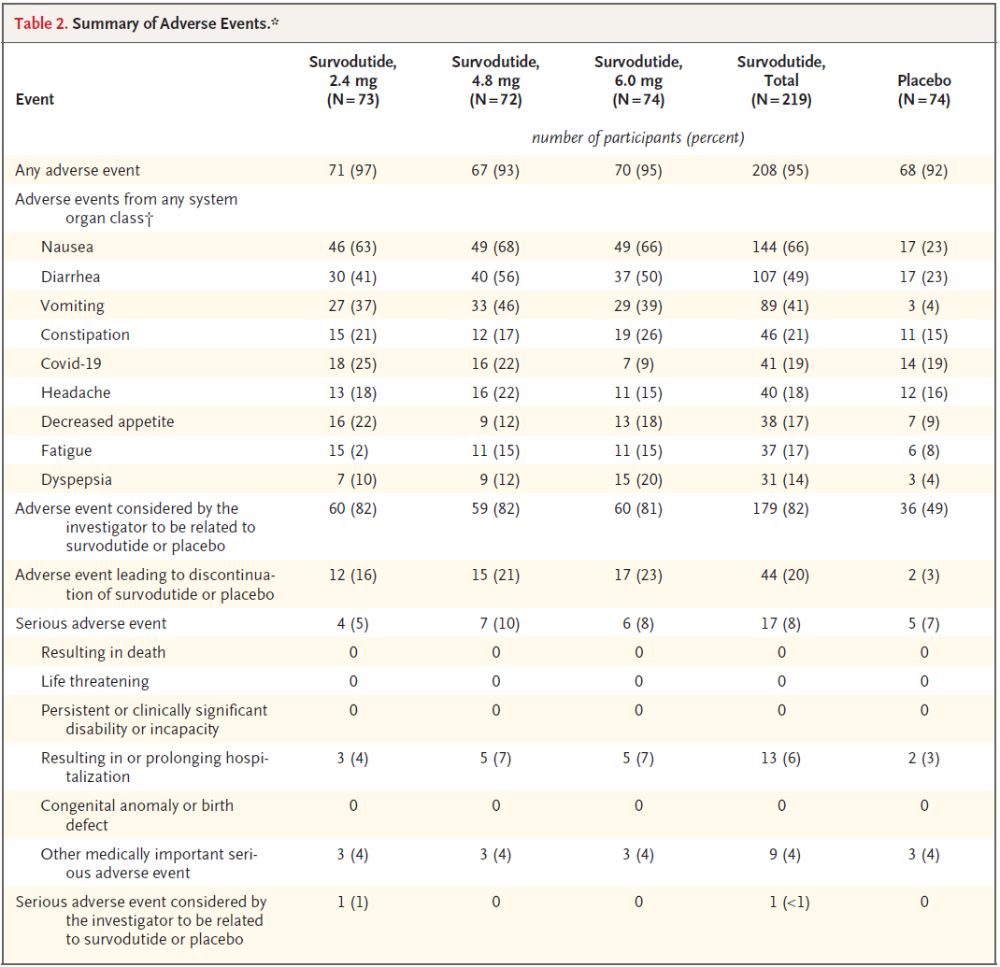 Table 2. Summary of Adverse Events.*
Event Survodutide, 2.4 mg (N=73) Survodutide, 4.8 mg (N=72) Survodutide, 6.0 mg (N=74) Survodutide, Total (N=219) Placebo (N=74)
number of participants (percent)
Any adverse event 71 (97) 67 (93) 70 (95) 208 (95) 68 (92)
Adverse events from any system
organ class†
Nausea 46 (63) 49 (68) 49 (66) 144 (66) 17 (23)
Diarrhea 30 (41) 40 (56) 37 (50) 107 (49) 17 (23)
Vomiting 27 (37) 33 (46) 29 (39) 89 (41) 3 (4)
Constipation 15 (21) 12 (17) 19 (26) 46 (21) 11 (15)
Covid-19 18 (25) 16 (22) 7 (9) 41 (19) 14 (19)
Headache 13 (18) 16 (22) 11 (15) 40 (18) 12 (16)
Decreased appetite 16 (22) 9 (12) 13 (18) 38 (17) 7 (9)
Fatigue 15 (2) 11 (15) 11 (15) 37 (17) 6 (8)
Dyspepsia 7 (10) 9 (12) 15 (20) 31 (14) 3 (4)
Adverse event considered by the 60 (82) 59 (82) 60 (81) 179 (82) 36 (49)
investigator to be related to
survodutide or placebo
Adverse event leading to discontinua- 12 (16) 15 (21) 17 (23) 44 (20) 2 (3)
tion of survodutide or placebo
Serious adverse event 4 (5) 7 (10) 6 (8) 17 (8) 5 (7)
Resulting in death 0 0 0 0 0
Life threatening 0 0 0 0 0
Persistent or clinically significant 0 0 0 0 0
disability or incapacity
Resulting in or prolonging hospi- 3 (4) 5 (7) 5 (7) 13 (6) 2 (3)
talization
Congenital anomaly or birth 0 0 0 0 0
defect
Other medically important seri- 3 (4) 3 (4) 3 (4) 9 (4) 3 (4)
ous adverse event
Serious adverse event considered by 1 (1) 0 0 1 (<1) 0
the investigator to be related
to survodutide or placebo